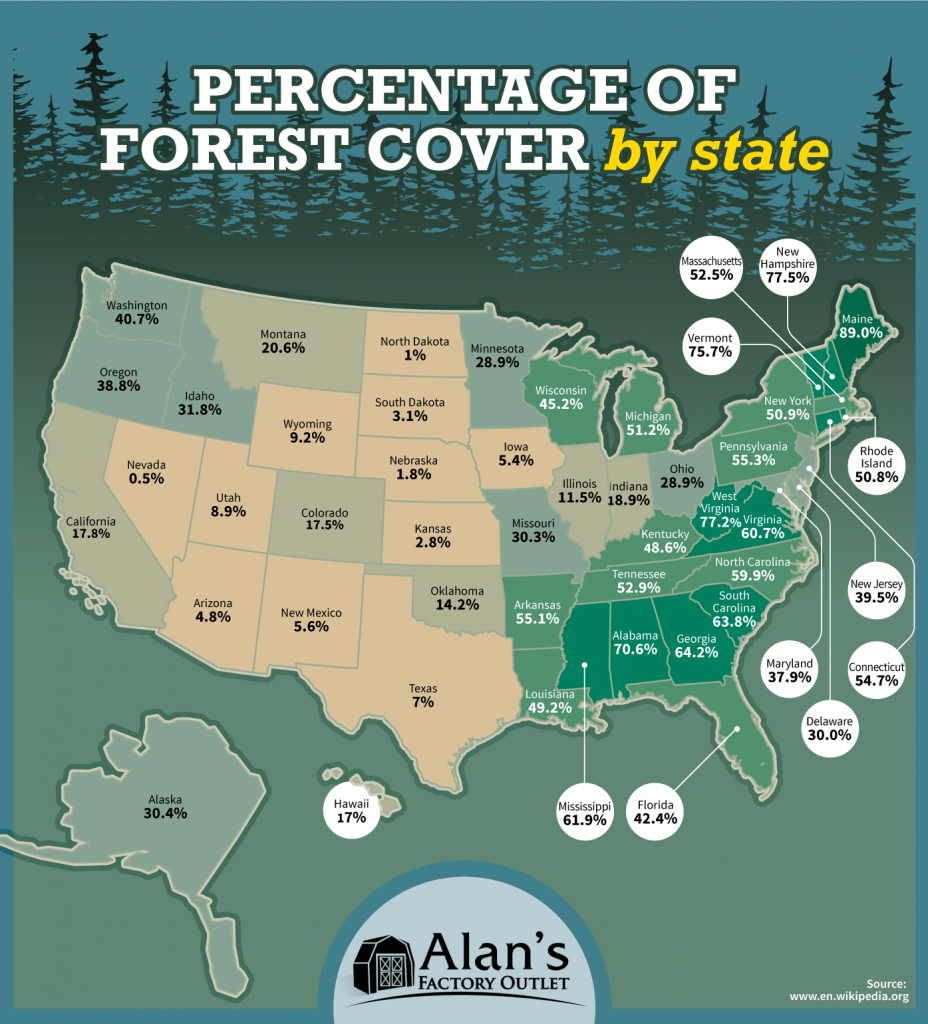 PERCENTAGE OF
FOREST COVER by state
Massachusetts
52.5%
New
Hampshire
77.5%
Vermont
75.7%
Maine
89.0%
Washington
40.7%
Montana
20.6%
North Dakota
1%
Minnesota
28.9%
Oregon
38.8%
Idaho
31.8%
Wyoming
9.2%
South Dakota
3.1%
Wisconsin
45.2%
Michigan
51.2%
New York
50.9%
Rhode
Island
50.8%
Nevada
0.5%
Utah
8.9%
Colorado
17.5%
Nebraska
1.8%
Iowa
5.4%
Illinois
11.5%
Indiana
18.9%
Ohio
28.9%
Pennsylvania
55.3%
California
17.8%
Kansas
2.8%
Missouri
30.3%
Kentucky
48.6%
West
Virginia
77.2%
Virginia
60.7%
Arizona
4.8%
New Mexico
5.6%
Oklahoma
14.2%
Arkansas
55.1%
Tennessee
52.9%
North Carolina
59.9%
South
Carolina
63.8%
New Jersey
39.5%
Texas
7%
Louisiana
49.2%
Alabama
70.6%
Georgia
64.2%
Maryland
37.9%
Connecticut
54.7%
Delaware
30.0%
Alaska
30.4%
Hawaii
17%
Mississippi
61.9%
Florida
42.4%
Alan's
FACTORY OUTLET
Source:
www.en.wikipedia.org